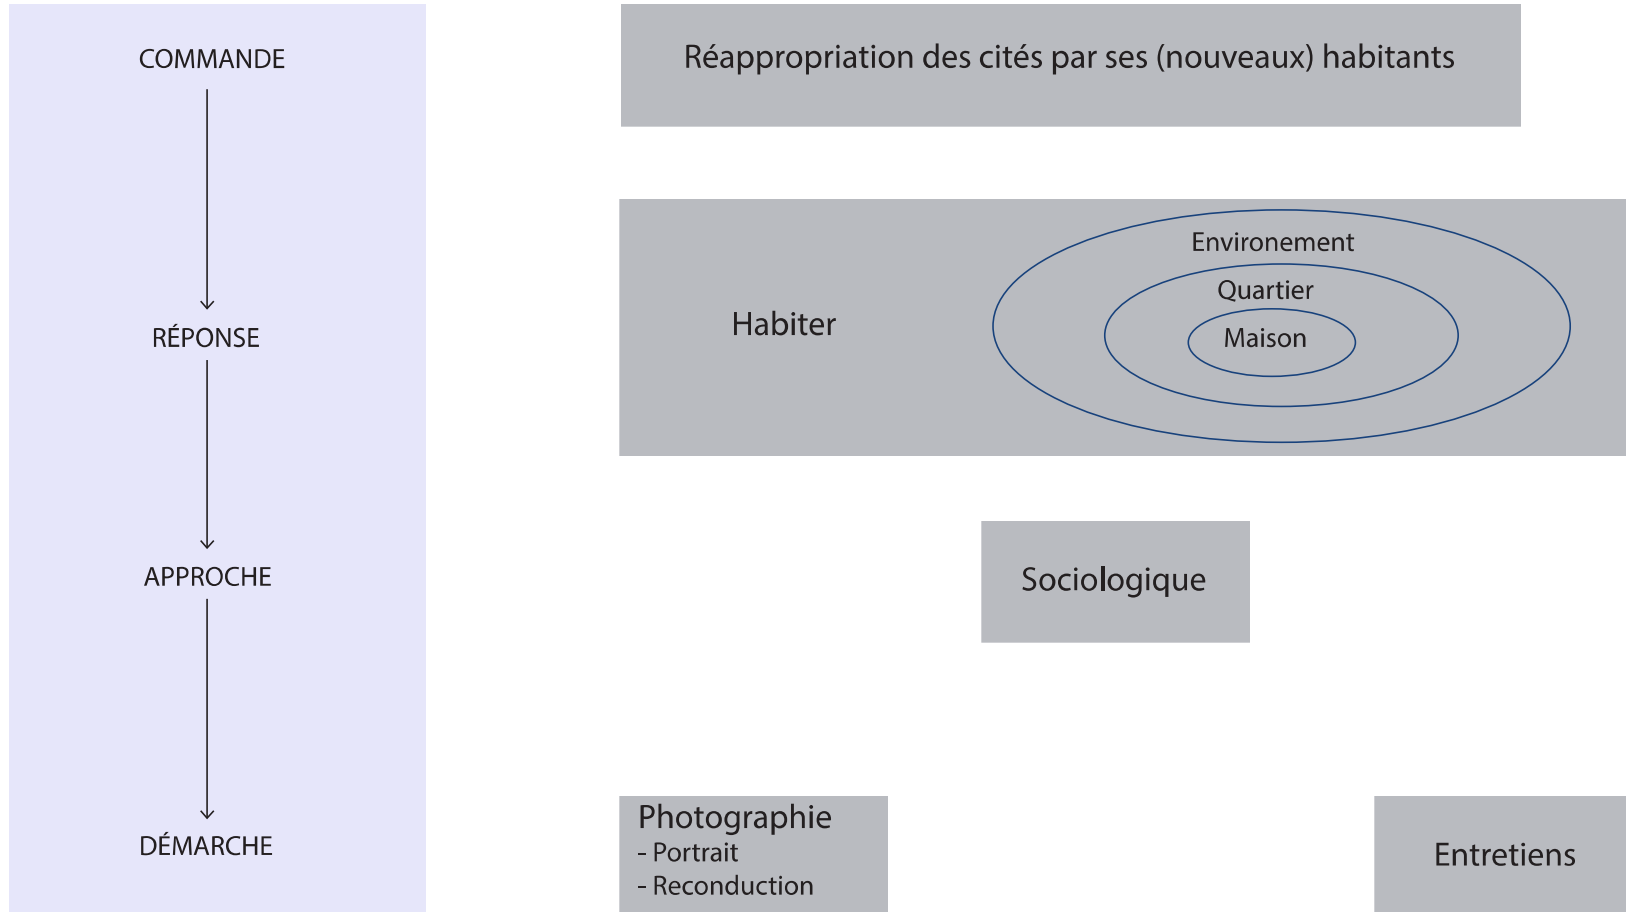 COMMANDE
Réappropriation des cités par ses (nouveaux) habitants
RÉPONSE
Habiter
Environement
Quartier
Maison
APPROCHE
Sociologique
DÉMARCHE
Photographie
- Portrait
- Reconduction
Entretiens